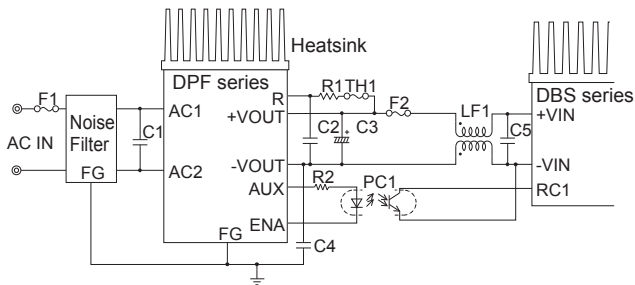 Heatsink
DPF series
DBS series
F1
AC IN
Noise
Filter
FG
C1
AC1
AC2
R
+VOUT
-VOUT
AUX
ENA
FG
R1
TH1
F2
C2
C3
LF1
C5
+VIN
-VIN
RC1
R2
PC1
C4